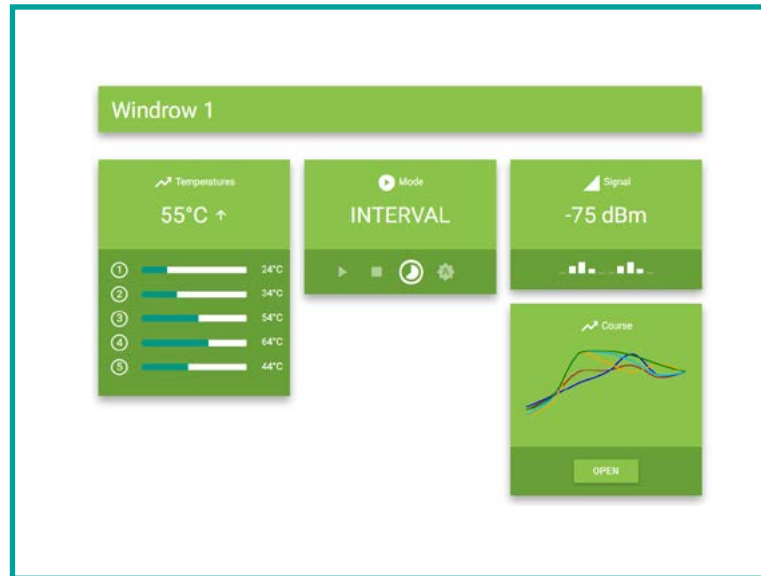 Windrow 1
Temperatures
55°C ↑
1 24°C
2 34°C
3 54°C
4 64°C
5 44°C
Mode
INTERVAL
A
Signal
-75 dBm
Course
OPEN